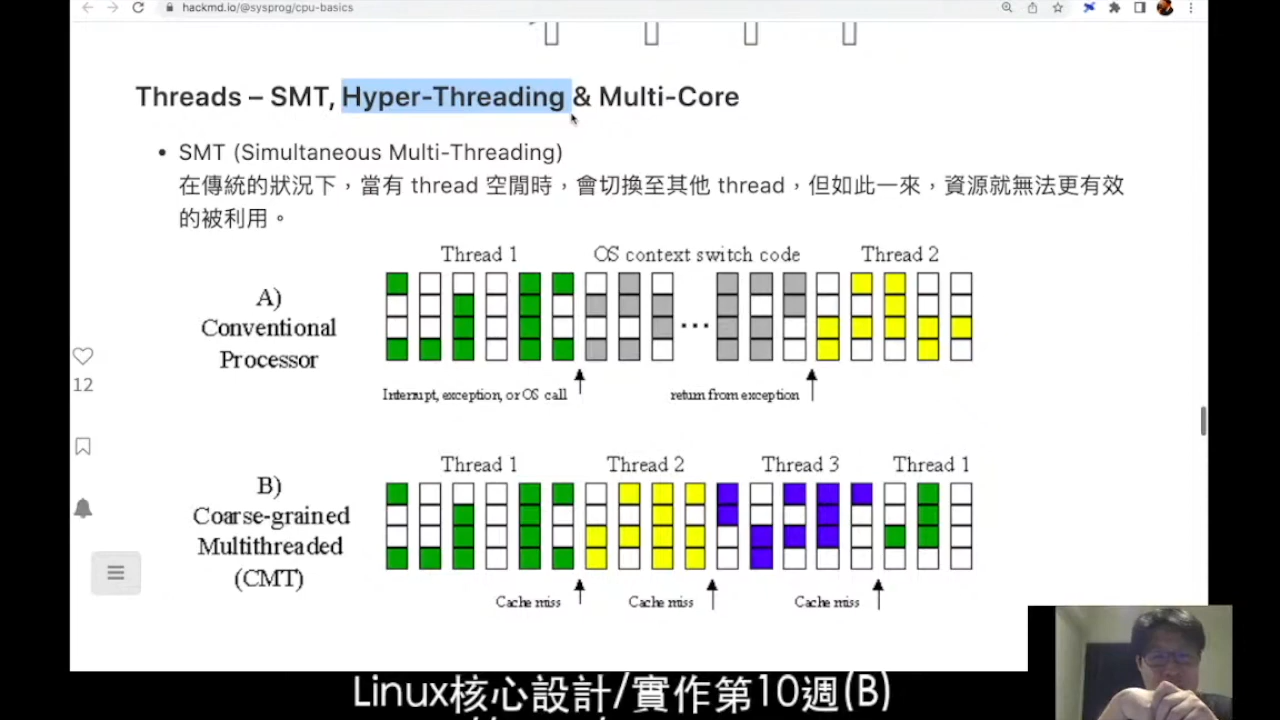 hackmd.io/@sysprog/cpu-basics
Threads – SMT, Hyper-Threading & Multi-Core
• SMT (Simultaneous Multi-Threading)
在傳統的狀況下，當有 thread 空閒時，會切換至其他 thread，但如此一來，資源就無法更有效
的被利用。
Thread 1 OS context switch code Thread 2
A)
Conventional
Processor
...
Interrupt, exception, or OS call return from exception
12
Thread 1 Thread 2 Thread 3 Thread 1
B)
Coarse-grained
Multithreaded
(CMT)
Cache miss Cache miss Cache miss
Linux核心設計/實作第10週(B)